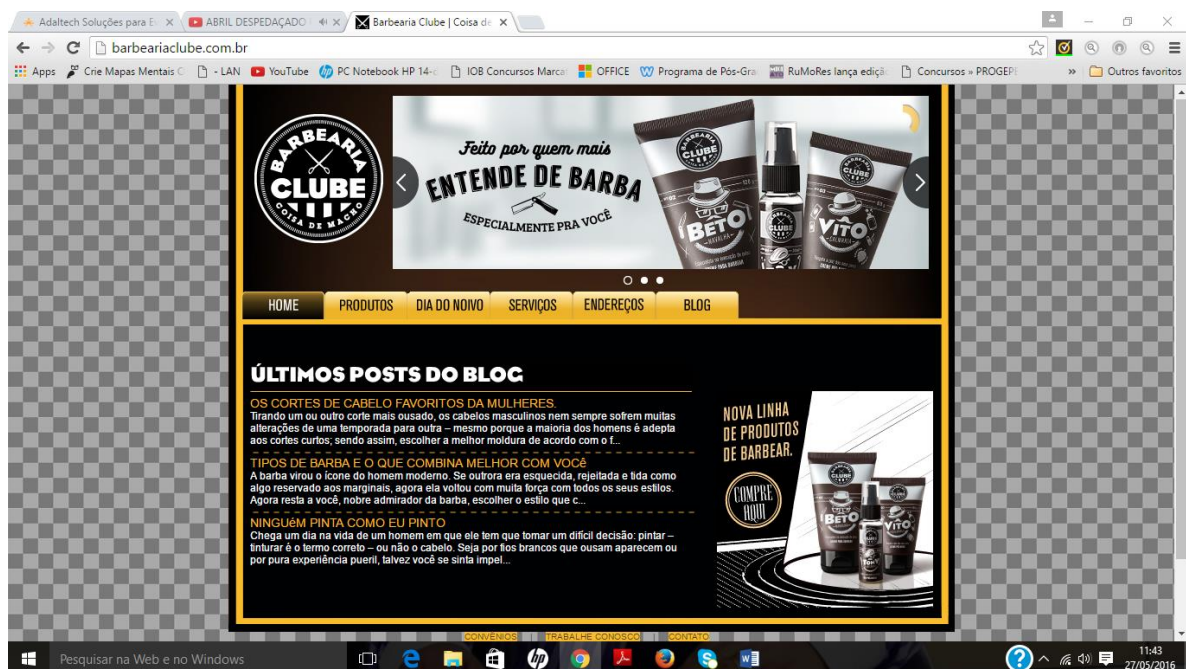 Adaltech Soluções para E
ABRIL DESPEDAÇADO
Barbearia Clube | Coisa de
barbeariaclube.com.br
Apps
Crie Mapas Mentais
- LAN
YouTube
PC Notebook HP 14-
IOB Concursos Marca
OFFICE
Programa de Pós-Gra
RuMoRes lança ediçã
Concursos » PROGEP
»
Outros favoritos
BARBEARIA
CLUBE
COISA DE MACHO
Feito por quem mais
ENTENDE DE BARBA
ESPECIALMENTE PRA VOCÊ
BARBEARIA
CLUBE
BETO
NAVALHA
CLUBE
CLUBE
VITO
HOME
PRODUTOS
DIA DO NOIVO
SERVIÇOS
ENDEREÇOS
BLOG
ÚLTIMOS POSTS DO BLOG
OS CORTES DE CABELO FAVORITOS DA MULHERES.
Tirando um ou outro corte mais ousado, os cabelos masculinos nem sempre sofrem muitas
alterações de uma temporada para outra – mesmo porque a maioria dos homens é adepta
aos cortes curtos; sendo assim, escolher a melhor moldura de acordo com o f...
TIPOS DE BARBA E O QUE COMBINA MELHOR COM VOCê
A barba virou o ícone do homem moderno. Se outrora era esquecida, rejeitada e tida como
algo reservado aos marginais, agora ela voltou com muita força com todos os seus estilos.
Agora resta a você, nobre admirador da barba, escolher o estilo que c...
NINGUéM PINTA COMO EU PINTO
Chega um dia na vida de um homem em que ele tem que tomar um difícil decisão: pintar –
tinturar é o termo correto – ou não o cabelo. Seja por fios brancos que ousam aparecem ou
por pura experiência pueril, talvez você se sinta impel...
NOVA LINHA
DE PRODUTOS
DE BARBEAR.
COMPRE
AQUI
CLUBE
BETO
VITO
CONVÊNIOS | TRABALHE CONOSCO | CONTATO
Pesquisar na Web e no Windows
11:43
27/05/2016